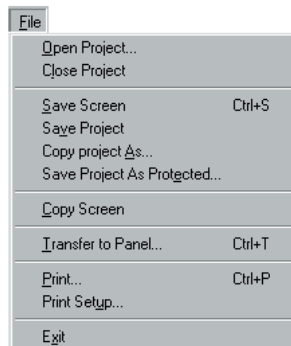 File
Open Project...
Close Project
Save Screen Ctrl+S
Save Project
Copy project As...
Save Project As Protected...
Copy Screen
Transfer to Panel... Ctrl+T
Print... Ctrl+P
Print Setup...
Exit